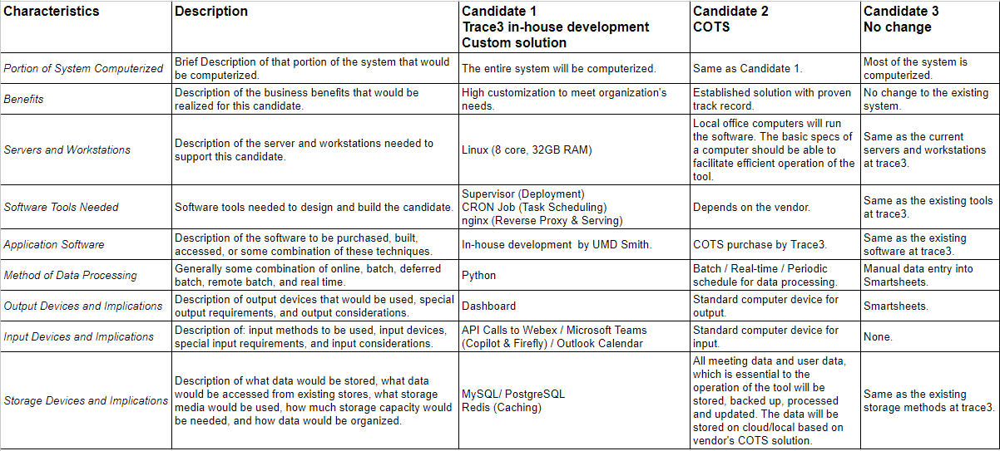 Characteristics
Description
Candidate 1
Trace3 in-house development
Custom solution
Candidate 2
COTS
Candidate 3
No change
Portion of System Computerized
Brief Description of that portion of the system that would
be computerized.
The entire system will be computerized.
Same as Candidate 1.
Most of the system is
computerized.
Benefits
Description of the business benefits that would be
realized for this candidate.
High customization to meet organization's
needs.
Established solution with proven
track record.
No change to the existing
system.
Servers and Workstations
Description of the server and workstations needed to
support this candidate.
Linux (8 core, 32GB RAM)
Local office computers will run
the software. The basic specs of
a computer should be able to
facilitate efficient operation of the
tool.
Same as the current
servers and workstations
at trace3.
Software Tools Needed
Software tools needed to design and build the candidate.
Supervisor (Deployment)
CRON Job (Task Scheduling)
nginx (Reverse Proxy & Serving)
Depends on the vendor.
Same as the existing tools
at trace3.
Application Software
Description of the software to be purchased, built,
accessed, or some combination of these techniques.
In-house development  by UMD Smith.
COTS purchase by Trace3.
Same as the existing
software at trace3.
Method of Data Processing
Generally some combination of online, batch, deferred
batch, remote batch, and real time.
Python
Batch / Real-time / Periodic
schedule for data processing.
Manual data entry into
Smartsheets.
Output Devices and Implications
Description of output devices that would be used, special
output requirements, and output considerations.
Dashboard
Standard computer device for
output.
Smartsheets.
Input Devices and Implications
Description of: input methods to be used, input devices,
special input requirements, and input considerations.
API Calls to Webex / Microsoft Teams
(Copilot & Firefly) / Outlook Calendar
Standard computer device for
input.
None.
Storage Devices and Implications
Description of what data would be stored, what data
would be accessed from existing stores, what storage
media would be used, how much storage capacity would
be needed, and how data would be organized.
MySQL/ PostgreSQL
Redis (Caching)
All meeting data and user data,
which is essential to the
operation of the tool will be
stored, backed up, processed
and updated. The data will be
stored on cloud/local based on
vendor's COTS solution.
Same as the existing
storage methods at trace3.